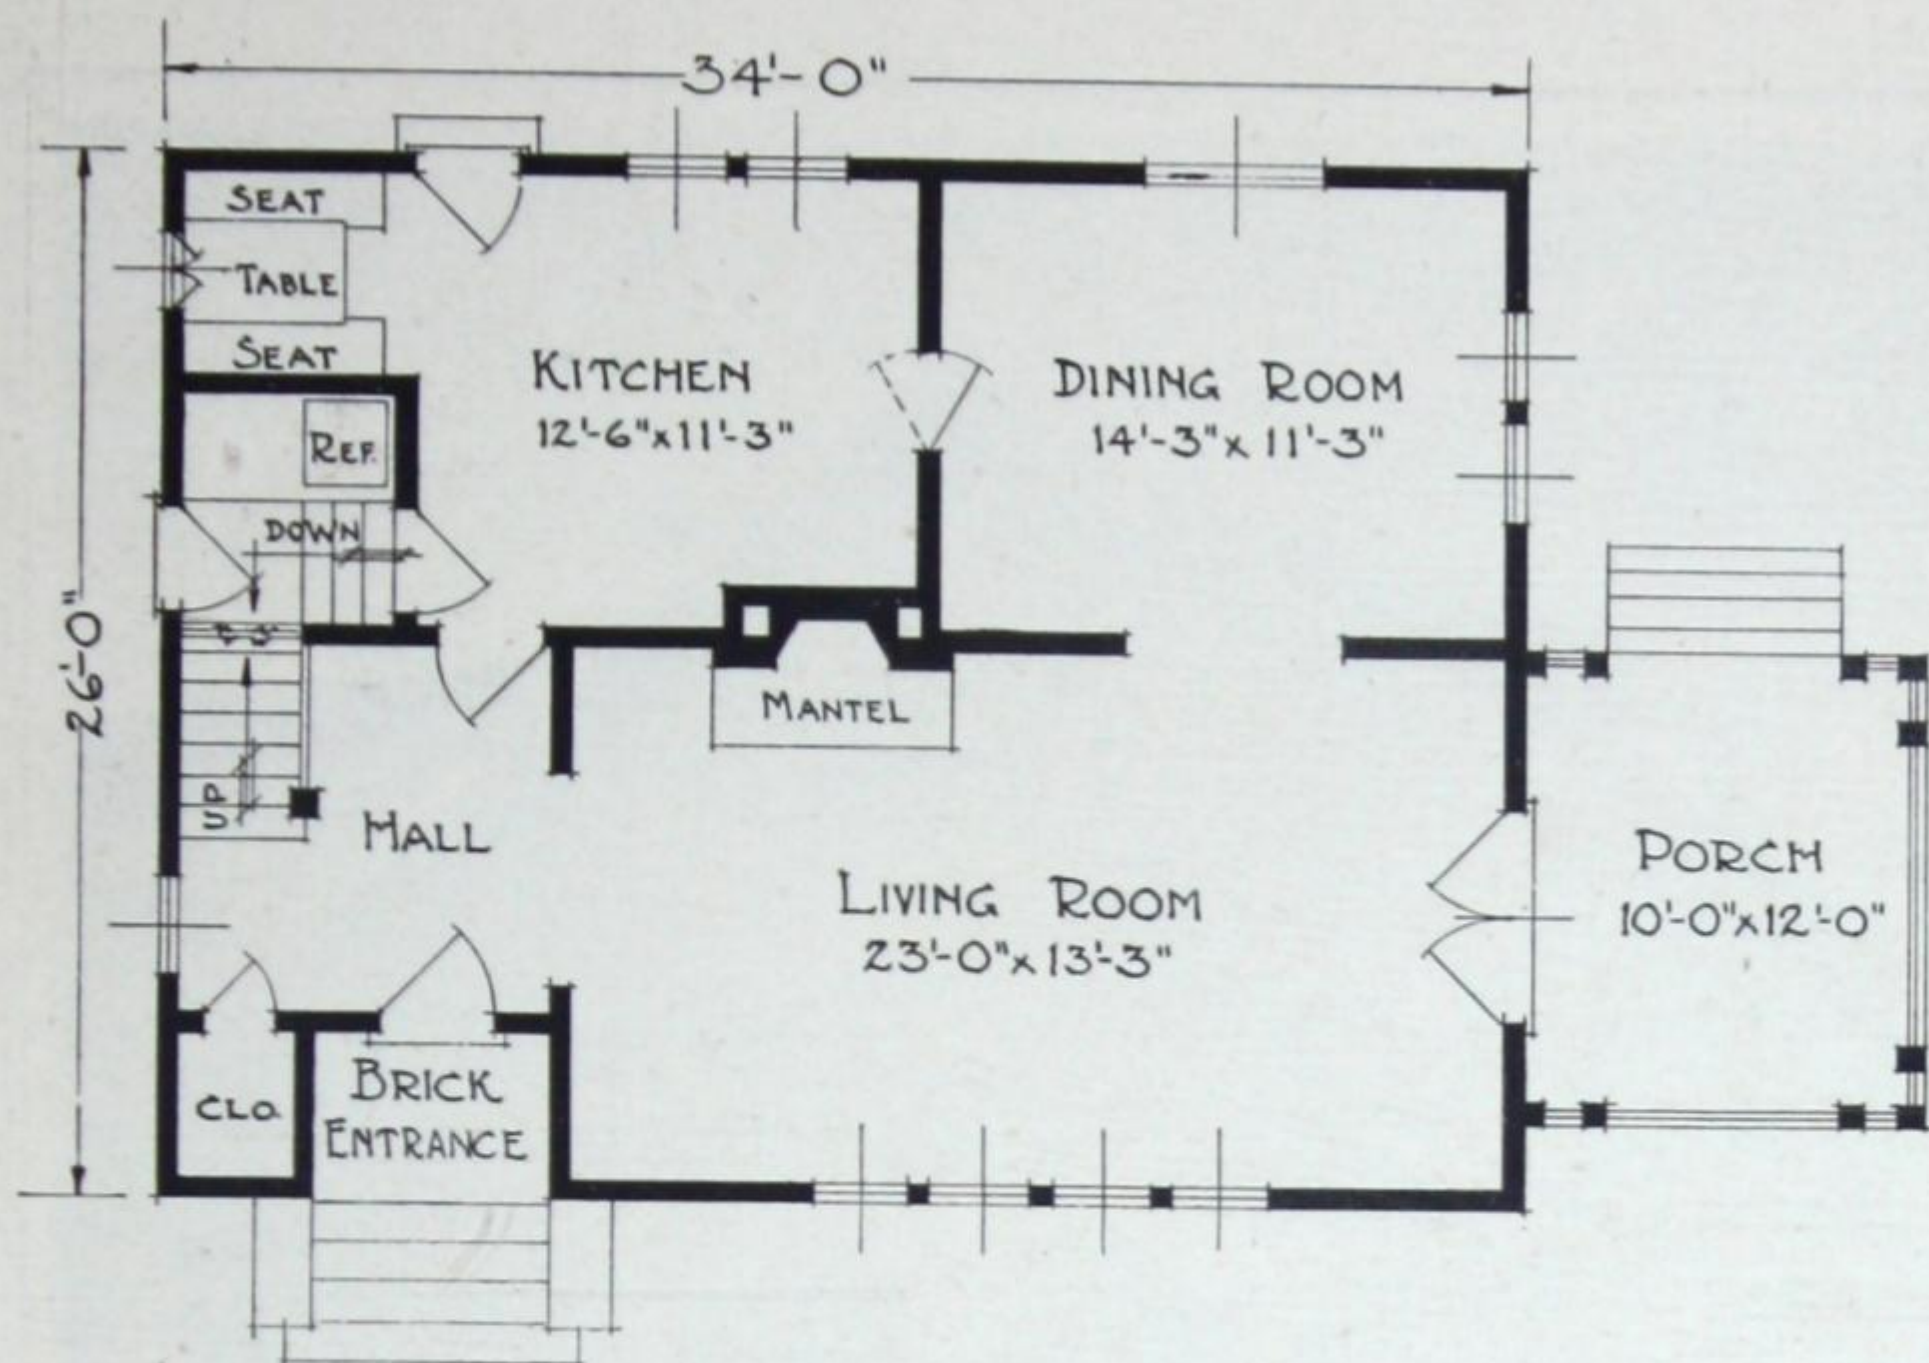 34'-0"
26'-0"
SEAT
TABLE
SEAT
REF.
DOWN
UP
KITCHEN
12'-6"x11'-3"
DINING ROOM
14'-3"x11'-3"
MANTEL
HALL
LIVING ROOM
23'-0"x13'-3"
PORCH
10'-0"x12'-0"
CLO.
BRICK
ENTRANCE